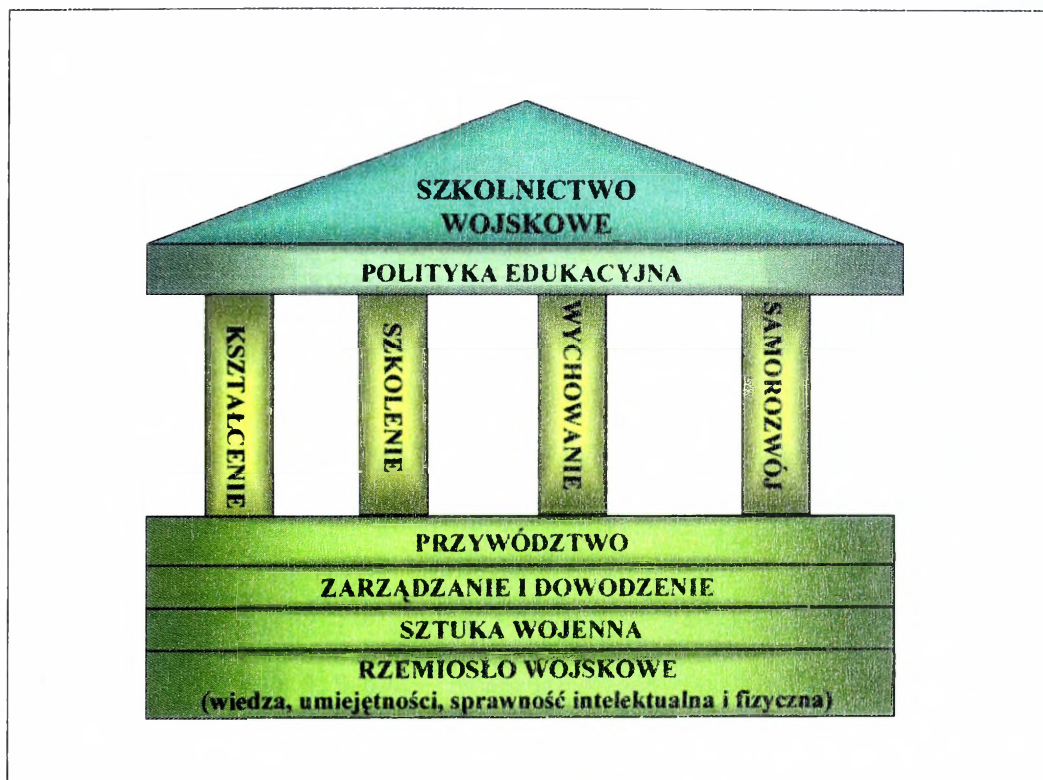 SZKOLNICTWO
WOJSKOWE
POLITYKA EDUKACYJNA
KSZTAŁCENIE
SZKOLENIE
WYCHOWANIE
SAMOROZWÓJ
PRZYWÓDZTWO
ZARZĄDZANIE I DOWODZENIE
SZTUKA WOJENNA
RZEMIOSŁO WOJSKOWE
(wiedza, umiejętności, sprawność intelektualna i fizyczna)